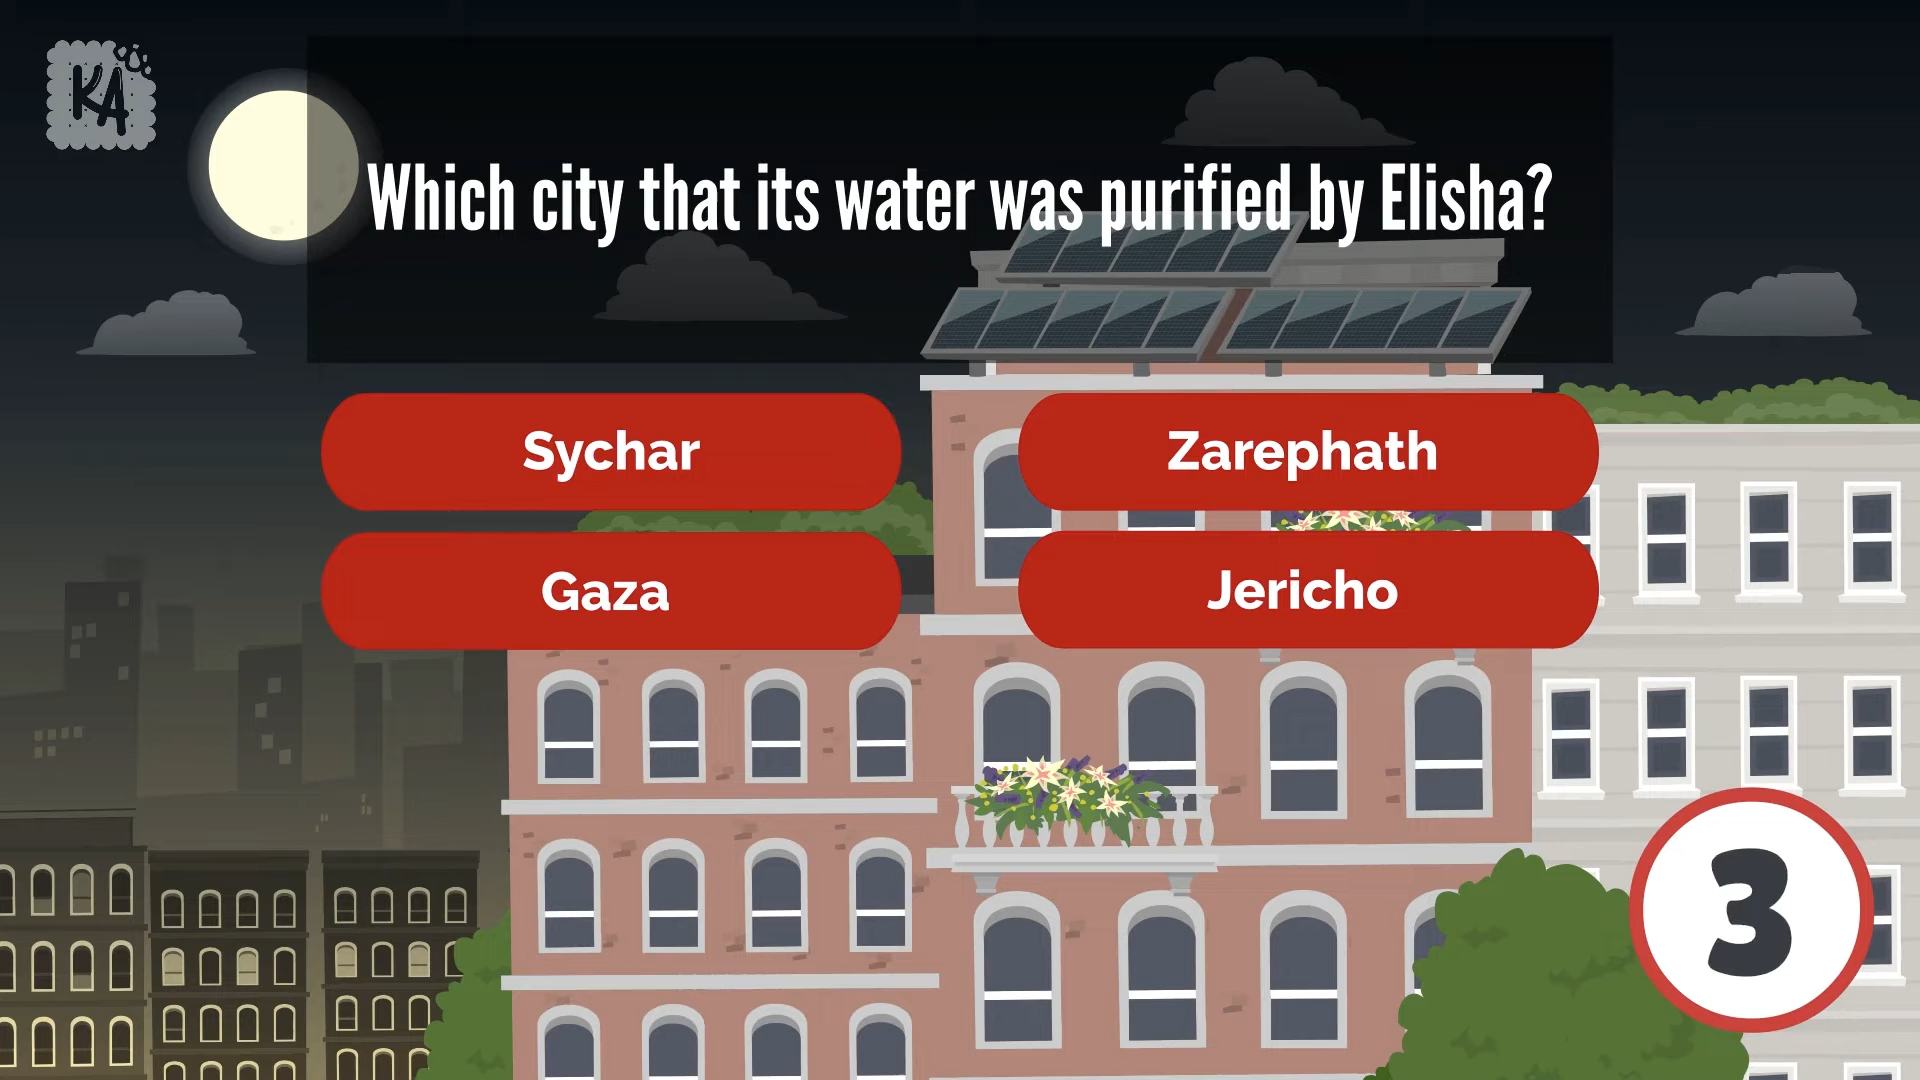 KA
Which city that its water was purified by Elisha?
Sychar
Zarephath
Gaza
Jericho
3